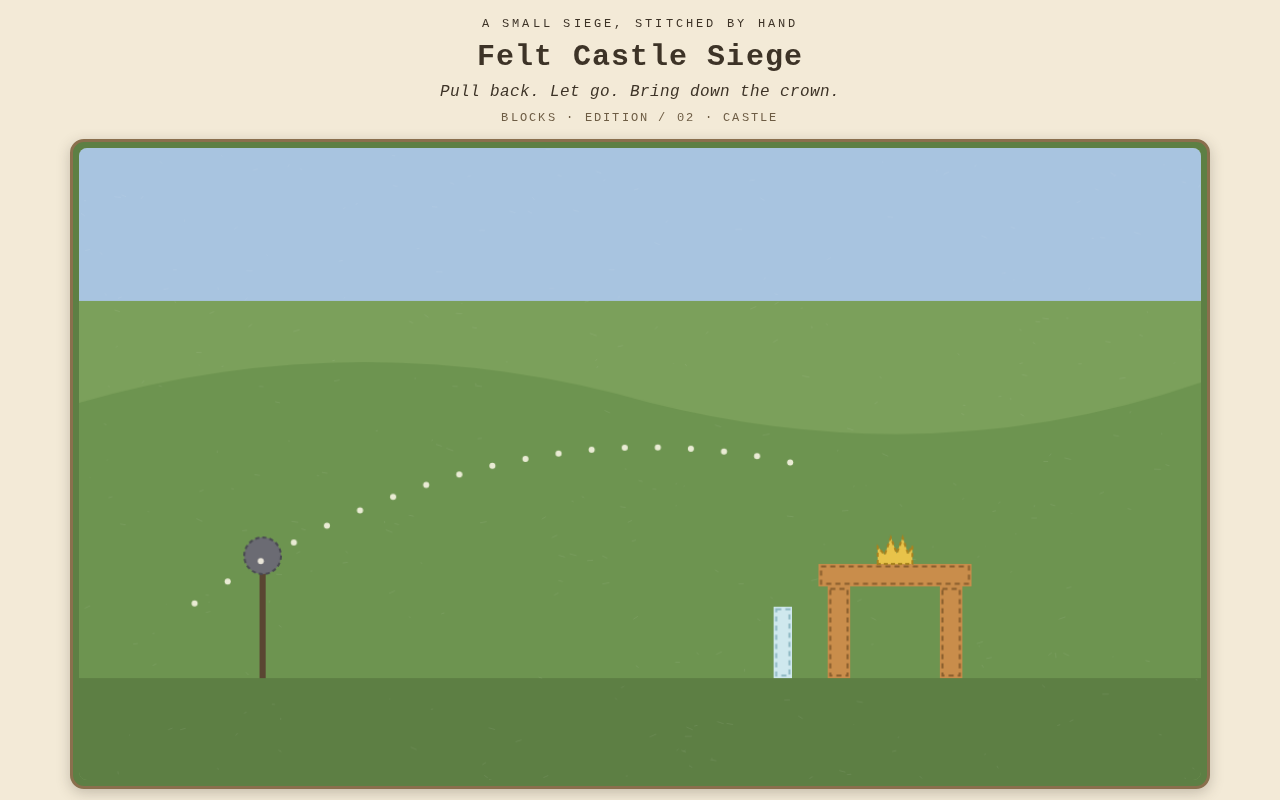 A SMALL SIEGE, STITCHED BY HAND
Felt Castle Siege
Pull back. Let go. Bring down the crown.
BLOCKS · EDITION / 02 · CASTLE